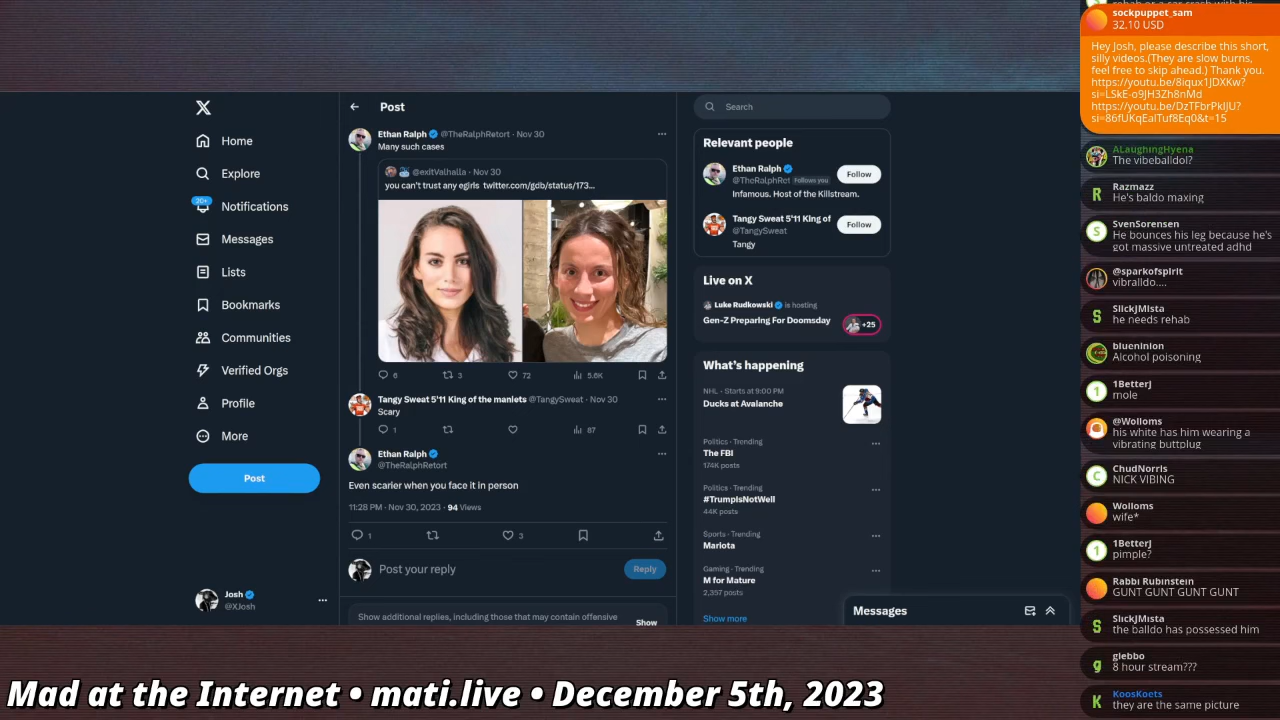 Home
Explore
20+
Notifications
Messages
Lists
Bookmarks
Communities
Verified Orgs
Profile
More
Post
Josh
@XJosh
Post
Ethan Ralph @TheRalphRetort · Nov 30
Many such cases
@exitValhalla · Nov 30
you can't trust any egirls twitter.com/gdb/status/173...
6 3 72 5.6K
Tangy Sweat 5'11 King of the manlets @TangySweat · Nov 30
Scary
1 87
Ethan Ralph
@TheRalphRetort
Even scarier when you face it in person
11:28 PM · Nov 30, 2023 · 94 Views
1 3
Post your reply
Reply
Show additional replies, including those that may contain offensive
Show
Search
Relevant people
Ethan Ralph
@TheRalphRet Follows you
Follow
Infamous. Host of the Killstream.
Tangy Sweat 5'11 King of
@TangySweat
Follow
Tangy
Live on X
Luke Rudkowski is hosting
Gen-Z Preparing For Doomsday
+25
What's happening
NHL · Starts at 9:00 PM
Ducks at Avalanche
Politics · Trending
The FBI
174K posts
Politics · Trending
#TrumpIsNotWell
44K posts
Sports · Trending
Mariota
Gaming · Trending
M for Mature
2,357 posts
Show more
Messages
sockpuppet_sam
32.10 USD
Hey Josh, please describe this short,
silly videos.(They are slow burns,
feel free to skip ahead.) Thank you.
ALaughingHyena
The vibeballdol?
Razmazz
He's baldo maxing
SvenSorensen
He bounces his leg because he's
got massive untreated adhd
@sparkofspirit
vibralldo....
SlickJMista
he needs rehab
blueninion
Alcohol poisoning
1BetterJ
mole
@Wolloms
his white has him wearing a
vibrating buttplug
ChudNorris
NICK VIBING
Wolloms
wife*
1BetterJ
pimple?
Rabbi Rubinstein
GUNT GUNT GUNT GUNT
SlickJMista
the balldo has possessed him
glebbo
8 hour stream???
KoosKoets
they are the same picture
Mad at the Internet • mati.live • December 5th, 2023